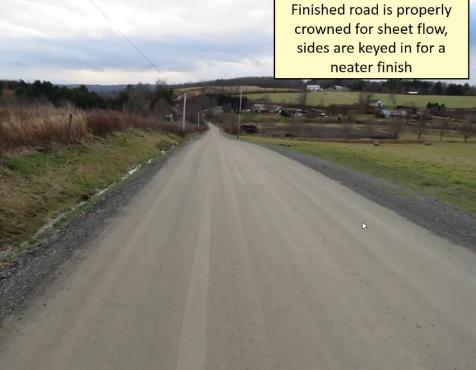 Finished road is properly
crowned for sheet flow,
sides are keyed in for a
neater finish